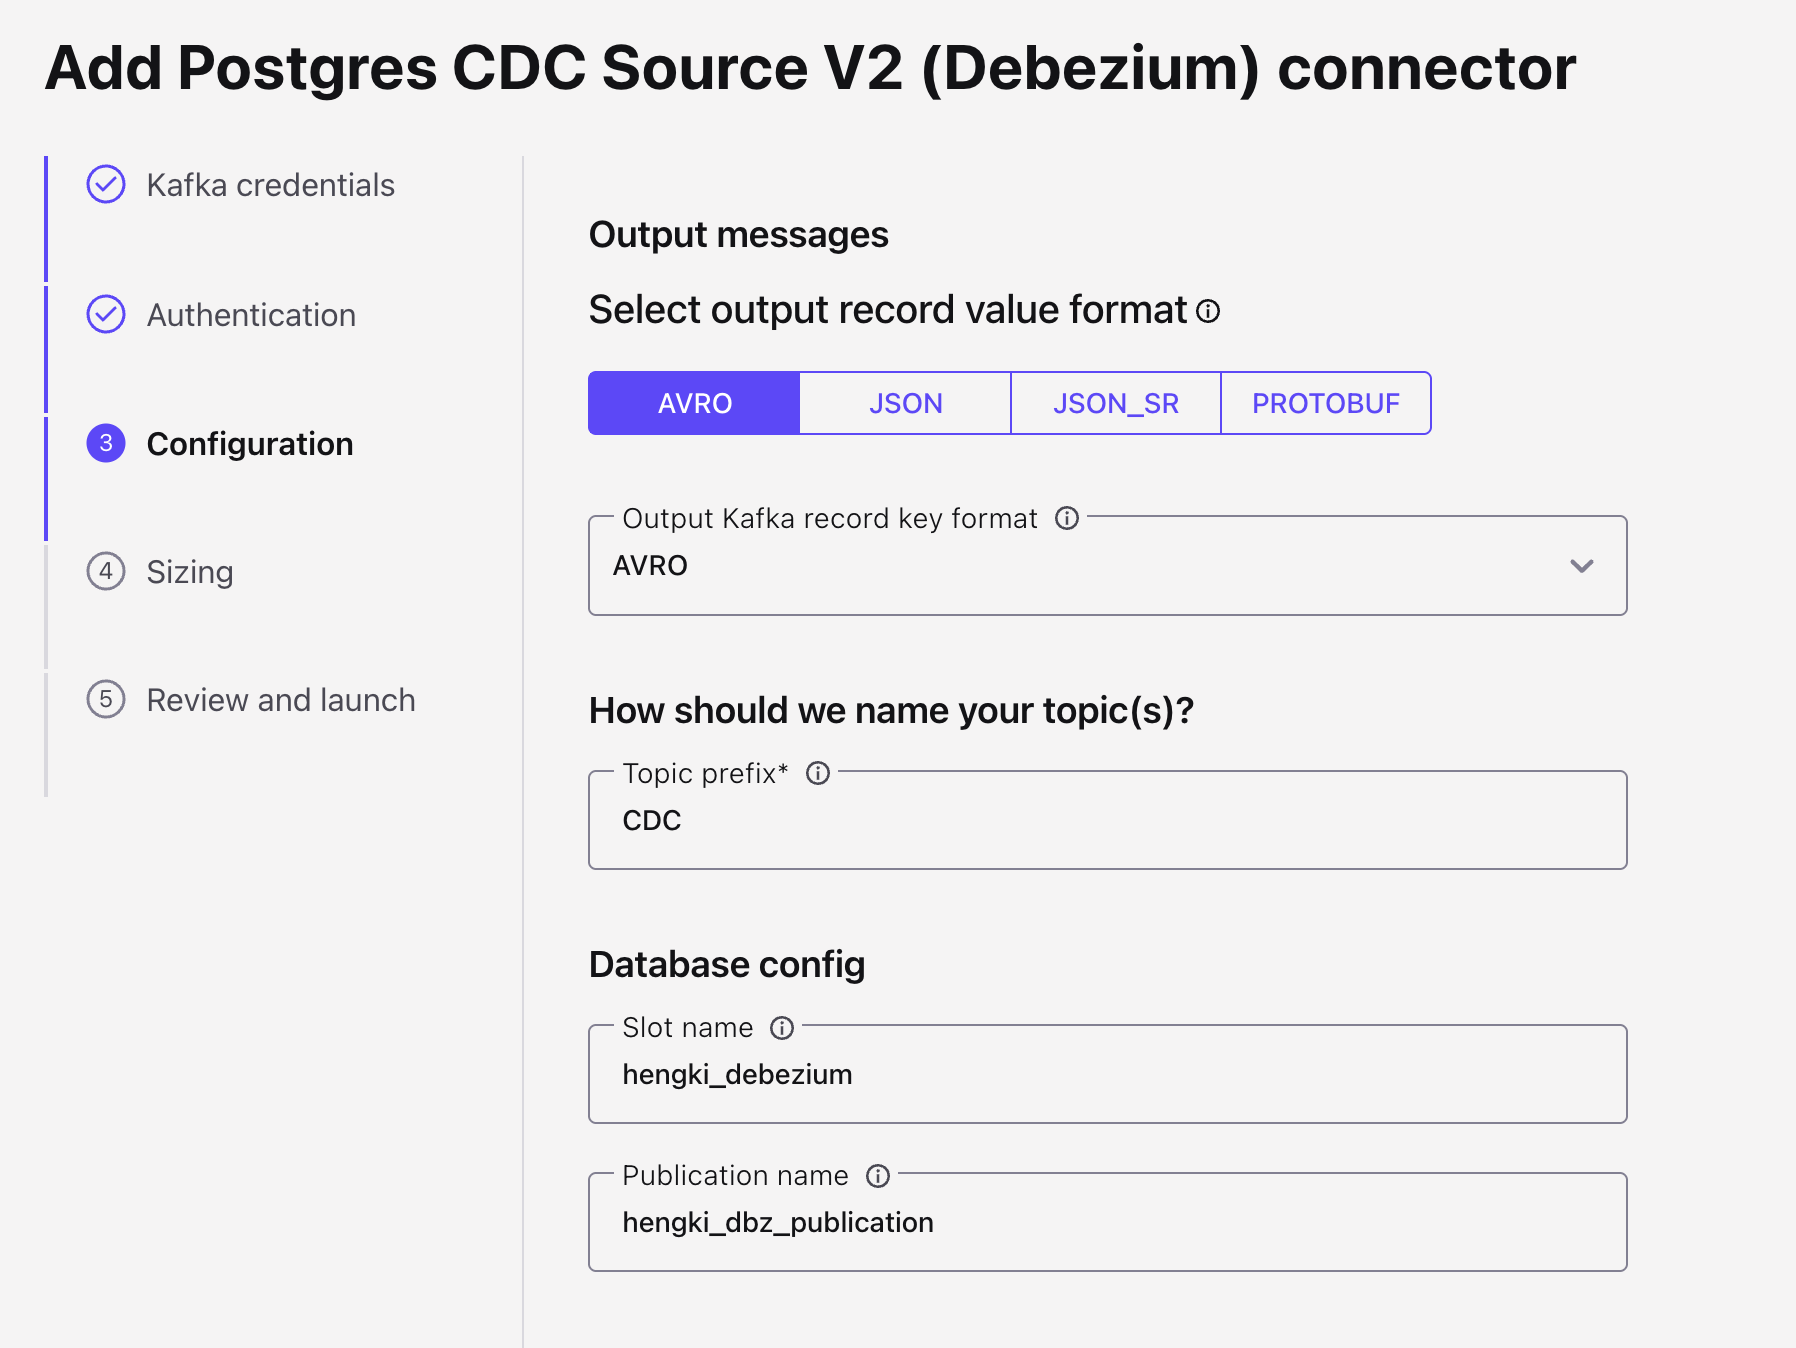 Add Postgres CDC Source V2 (Debezium) connector
Kafka credentials
Authentication
3 Configuration
4 Sizing
5 Review and launch
Output messages
Select output record value format
AVRO JSON JSON_SR PROTOBUF
Output Kafka record key format
AVRO
How should we name your topic(s)?
Topic prefix*
CDC
Database config
Slot name
hengki_debezium
Publication name
hengki_dbz_publication